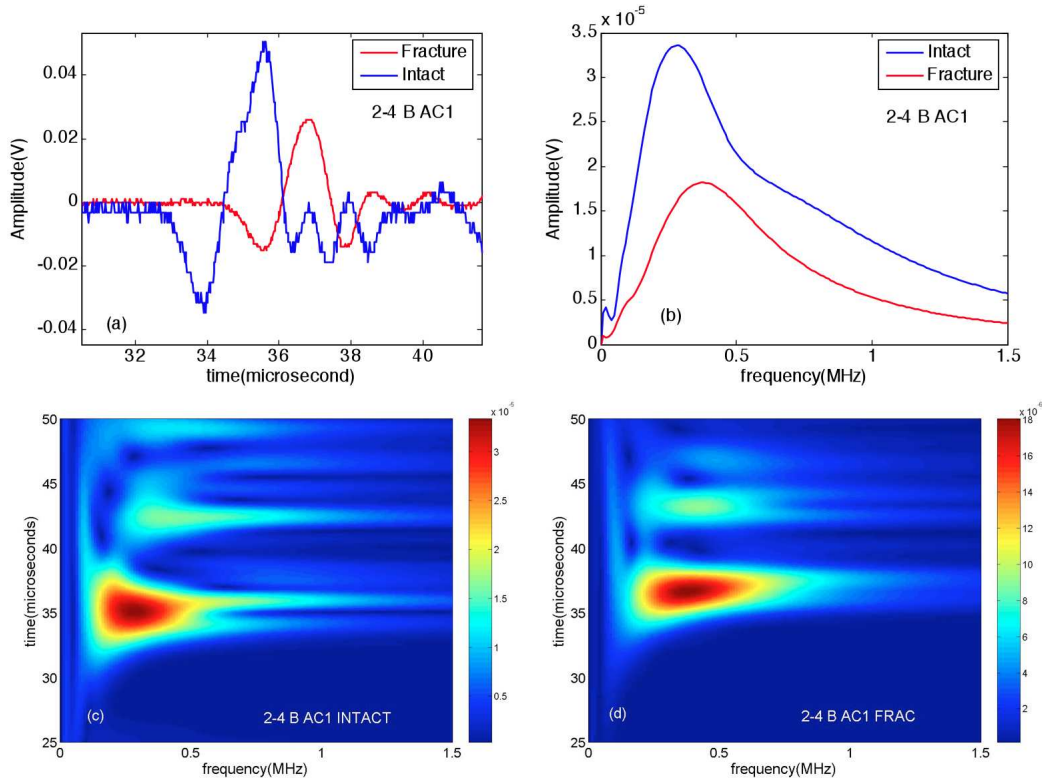 0.04
0.02
0
-0.02
-0.04
Amplitude(V)
Fracture
Intact
2-4 B AC1
(a)
32 34 36 38 40
time(microsecond)
x 10^-5
3.5
3
2.5
2
1.5
1
0.5
0
Amplitude(V)
Intact
Fracture
2-4 B AC1
(b)
0 0.5 1 1.5
frequency(MHz)
50
45
40
35
30
25
time(microseconds)
(c)
2-4 B AC1 INTACT
0 0.5 1 1.5
frequency(MHz)
3
2.5
2
1.5
1
0.5
50
45
40
35
30
25
time(microseconds)
(d)
2-4 B AC1 FRAC
0 0.5 1 1.5
frequency(MHz)
18
16
14
12
10
8
6
4
2